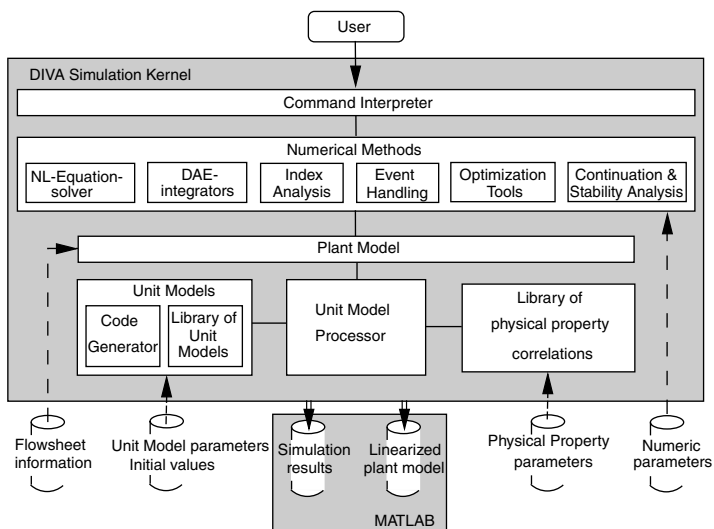 User
DIVA Simulation Kernel
Command Interpreter
Numerical Methods
NL-Equation-
solver
DAE-
integrators
Index
Analysis
Event
Handling
Optimization
Tools
Continuation &
Stability Analysis
Plant Model
Unit Models
Code
Generator
Library of
Unit
Models
Unit Model
Processor
Library of
physical property
correlations
Flowsheet
information
Unit Model parameters
Initial values
Simulation
results
Linearized
plant model
Physical Property
parameters
Numeric
parameters
MATLAB